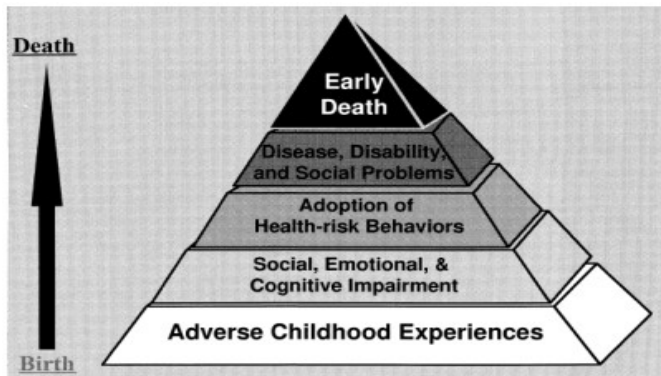 Death
Early
Death
Disease, Disability,
and Social Problems
Adoption of
Health-risk Behaviors
Social, Emotional, &
Cognitive Impairment
Adverse Childhood Experiences
Birth